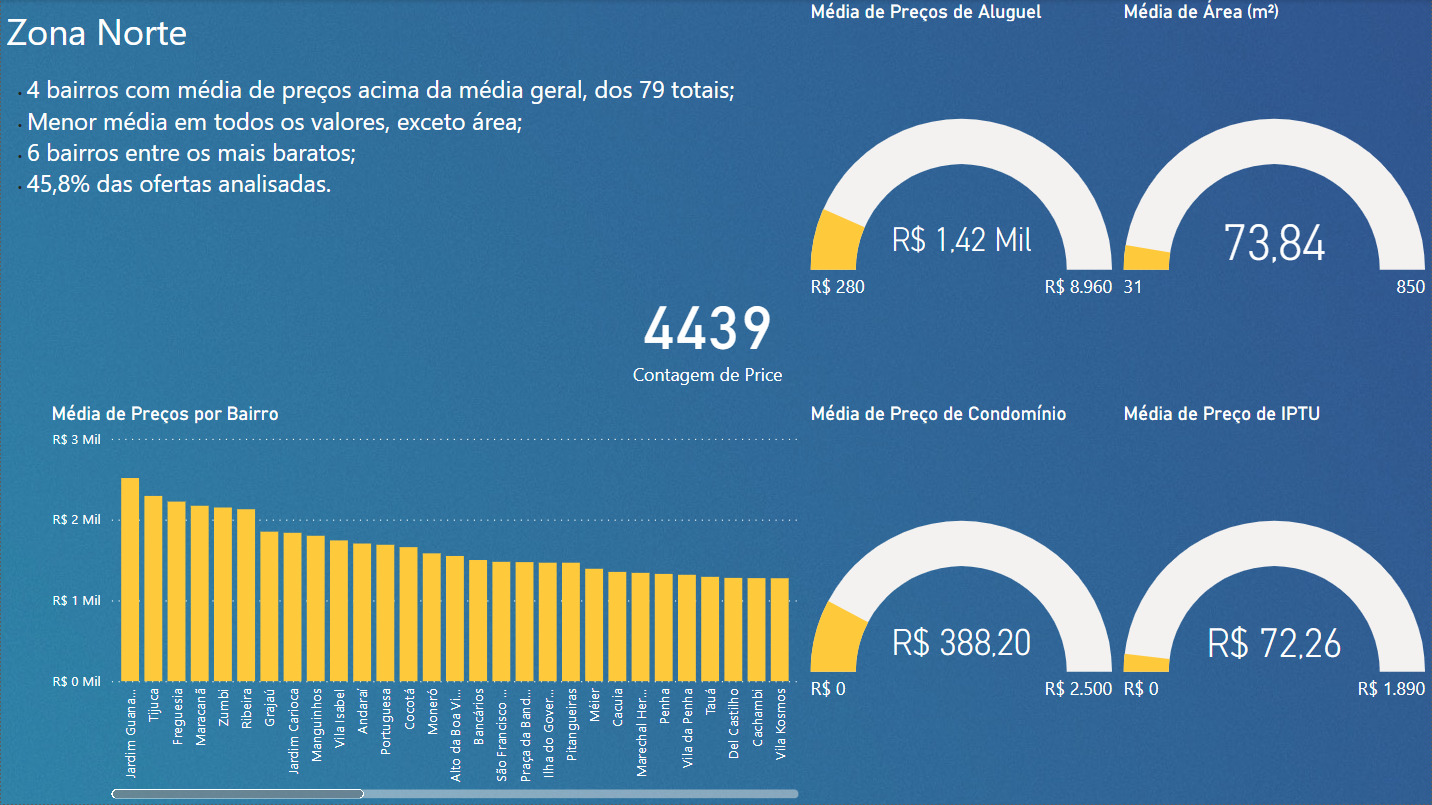 Zona Norte
· 4 bairros com média de preços acima da média geral, dos 79 totais;
· Menor média em todos os valores, exceto área;
· 6 bairros entre os mais baratos;
· 45,8% das ofertas analisadas.
4439
Contagem de Price
Média de Preços de Aluguel
R$ 1,42 Mil
R$ 280
R$ 8.960
Média de Área (m²)
73,84
31
850
Média de Preços por Bairro
R$ 3 Mil
R$ 2 Mil
R$ 1 Mil
R$ 0 Mil
Jardim Guana...
Tijuca
Freguesia
Maracanã
Zumbi
Ribeira
Grajaú
Jardim Carioca
Manguinhos
Vila Isabel
Andaraí
Portuguesa
Cocotá
Moneró
Alto da Boa Vi...
Bancários
São Francisco ...
Praça da Band...
Ilha do Gover...
Pitangueiras
Méier
Cacuia
Marechal Her...
Penha
Vila da Penha
Tauá
Del Castilho
Cachambi
Vila Kosmos
Média de Preço de Condomínio
R$ 388,20
R$ 0
R$ 2.500
Média de Preço de IPTU
R$ 72,26
R$ 0
R$ 1.890